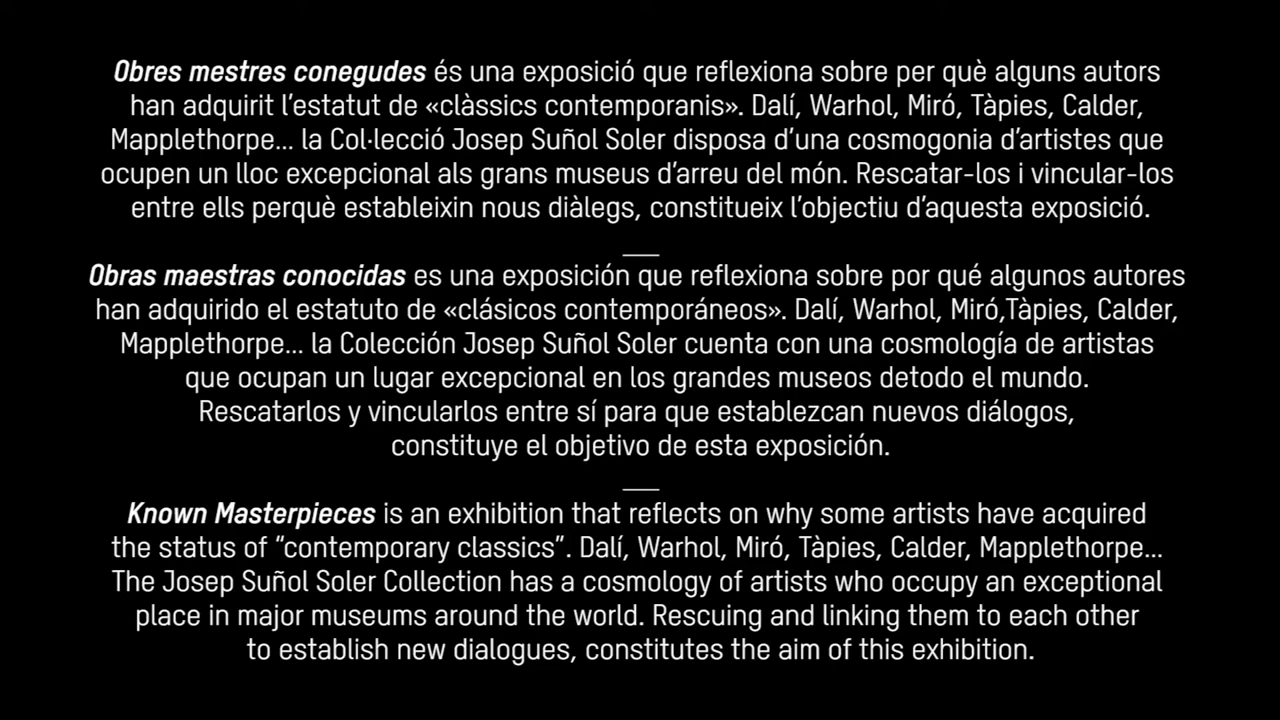 Obres mestres conegudes és una exposició que reflexiona sobre per què alguns autors
han adquirit l’estatut de «clàssics contemporanis». Dalí, Warhol, Miró, Tàpies, Calder,
Mapplethorpe... la Col·lecció Josep Suñol Soler disposa d’una cosmogonia d’artistes que
ocupen un lloc excepcional als grans museus d’arreu del món. Rescatar-los i vincular-los
entre ells perquè estableixin nous diàlegs, constitueix l’objectiu d’aquesta exposició.
Obras maestras conocidas es una exposición que reflexiona sobre por qué algunos autores
han adquirido el estatuto de «clásicos contemporáneos». Dalí, Warhol, Miró,Tàpies, Calder,
Mapplethorpe... la Colección Josep Suñol Soler cuenta con una cosmología de artistas
que ocupan un lugar excepcional en los grandes museos detodo el mundo.
Rescatarlos y vincularlos entre sí para que establezcan nuevos diálogos,
constituye el objetivo de esta exposición.
Known Masterpieces is an exhibition that reflects on why some artists have acquired
the status of “contemporary classics”. Dalí, Warhol, Miró, Tàpies, Calder, Mapplethorpe...
The Josep Suñol Soler Collection has a cosmology of artists who occupy an exceptional
place in major museums around the world. Rescuing and linking them to each other
to establish new dialogues, constitutes the aim of this exhibition.